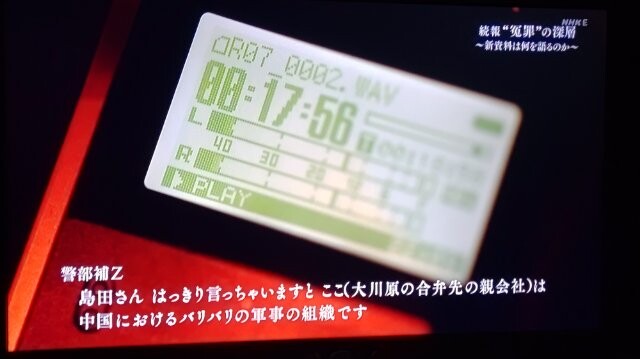 NHKE
続報“冤罪”の深層
~新資料は何を語るのか~
R07_0002.WAV
00:17:56
L
40 30 20
R
PLAY
警部補Z
島田さん はっきり言っちゃいますと ここ(大川原の合弁先の親会社)は
中国におけるバリバリの軍事の組織です